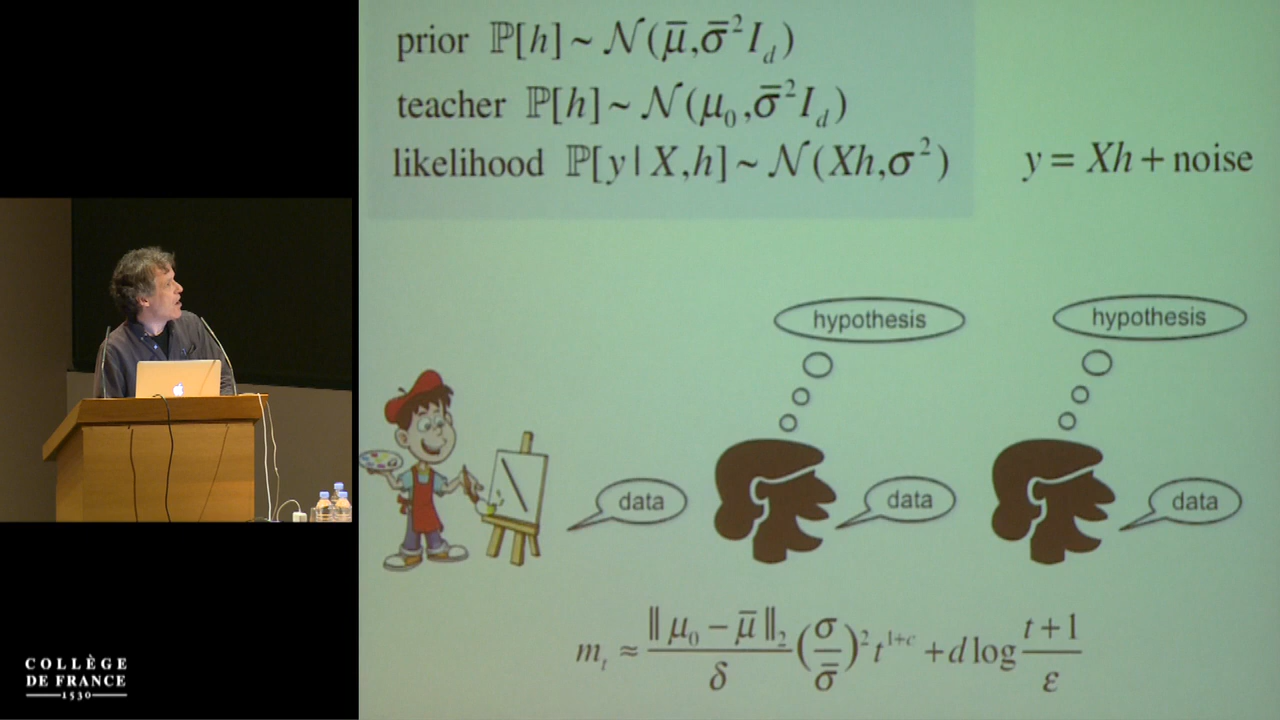 prior ℙ[h] ~ 𝒩(μ̄,σ̄²I_d)
teacher ℙ[h] ~ 𝒩(μ₀,σ̄²I_d)
likelihood ℙ[y | X,h] ~ 𝒩(Xh,σ²) y = Xh + noise
hypothesis hypothesis
data data data
m_t ≈ ‖μ₀ − μ̄‖₂/δ (σ/σ̄)² t^{1+c} + d log (t+1)/ε
COLLÈGE
DE FRANCE
1530